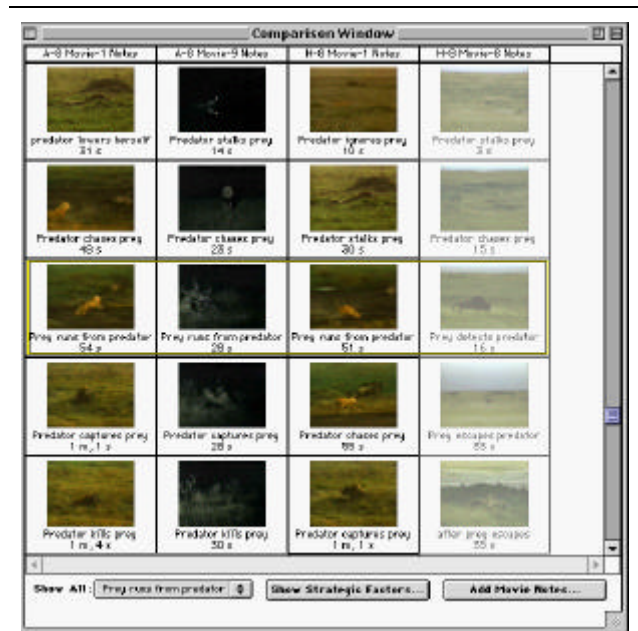 Comparison Window
A-8 Movie-1 Notes A-8 Movie-9 Notes H-8 Movie-1 Notes H-8 Movie-8 Notes
predator lowers herself Predator stalks prey Predator ignores prey Predator stalks prey
31 s 14 s 10 s 3 s
Predator chases prey Predator chases prey Predator stalks prey Predator chases prey
48 s 28 s 30 s 15 s
Prey runs from predator Prey runs from predator Prey runs from predator Prey detects predator
54 s 28 s 51 s 16 s
Predator captures prey Predator captures prey Predator chases prey Prey escapes predator
1 m, 1 s 28 s 55 s
Predator kills prey Predator kills prey Predator captures prey after prey escapes
1 m, 4 s 30 s 1 m, 1 s
Show All: Prey runs from predator Show Strategic Factors... Add Movie Notes...